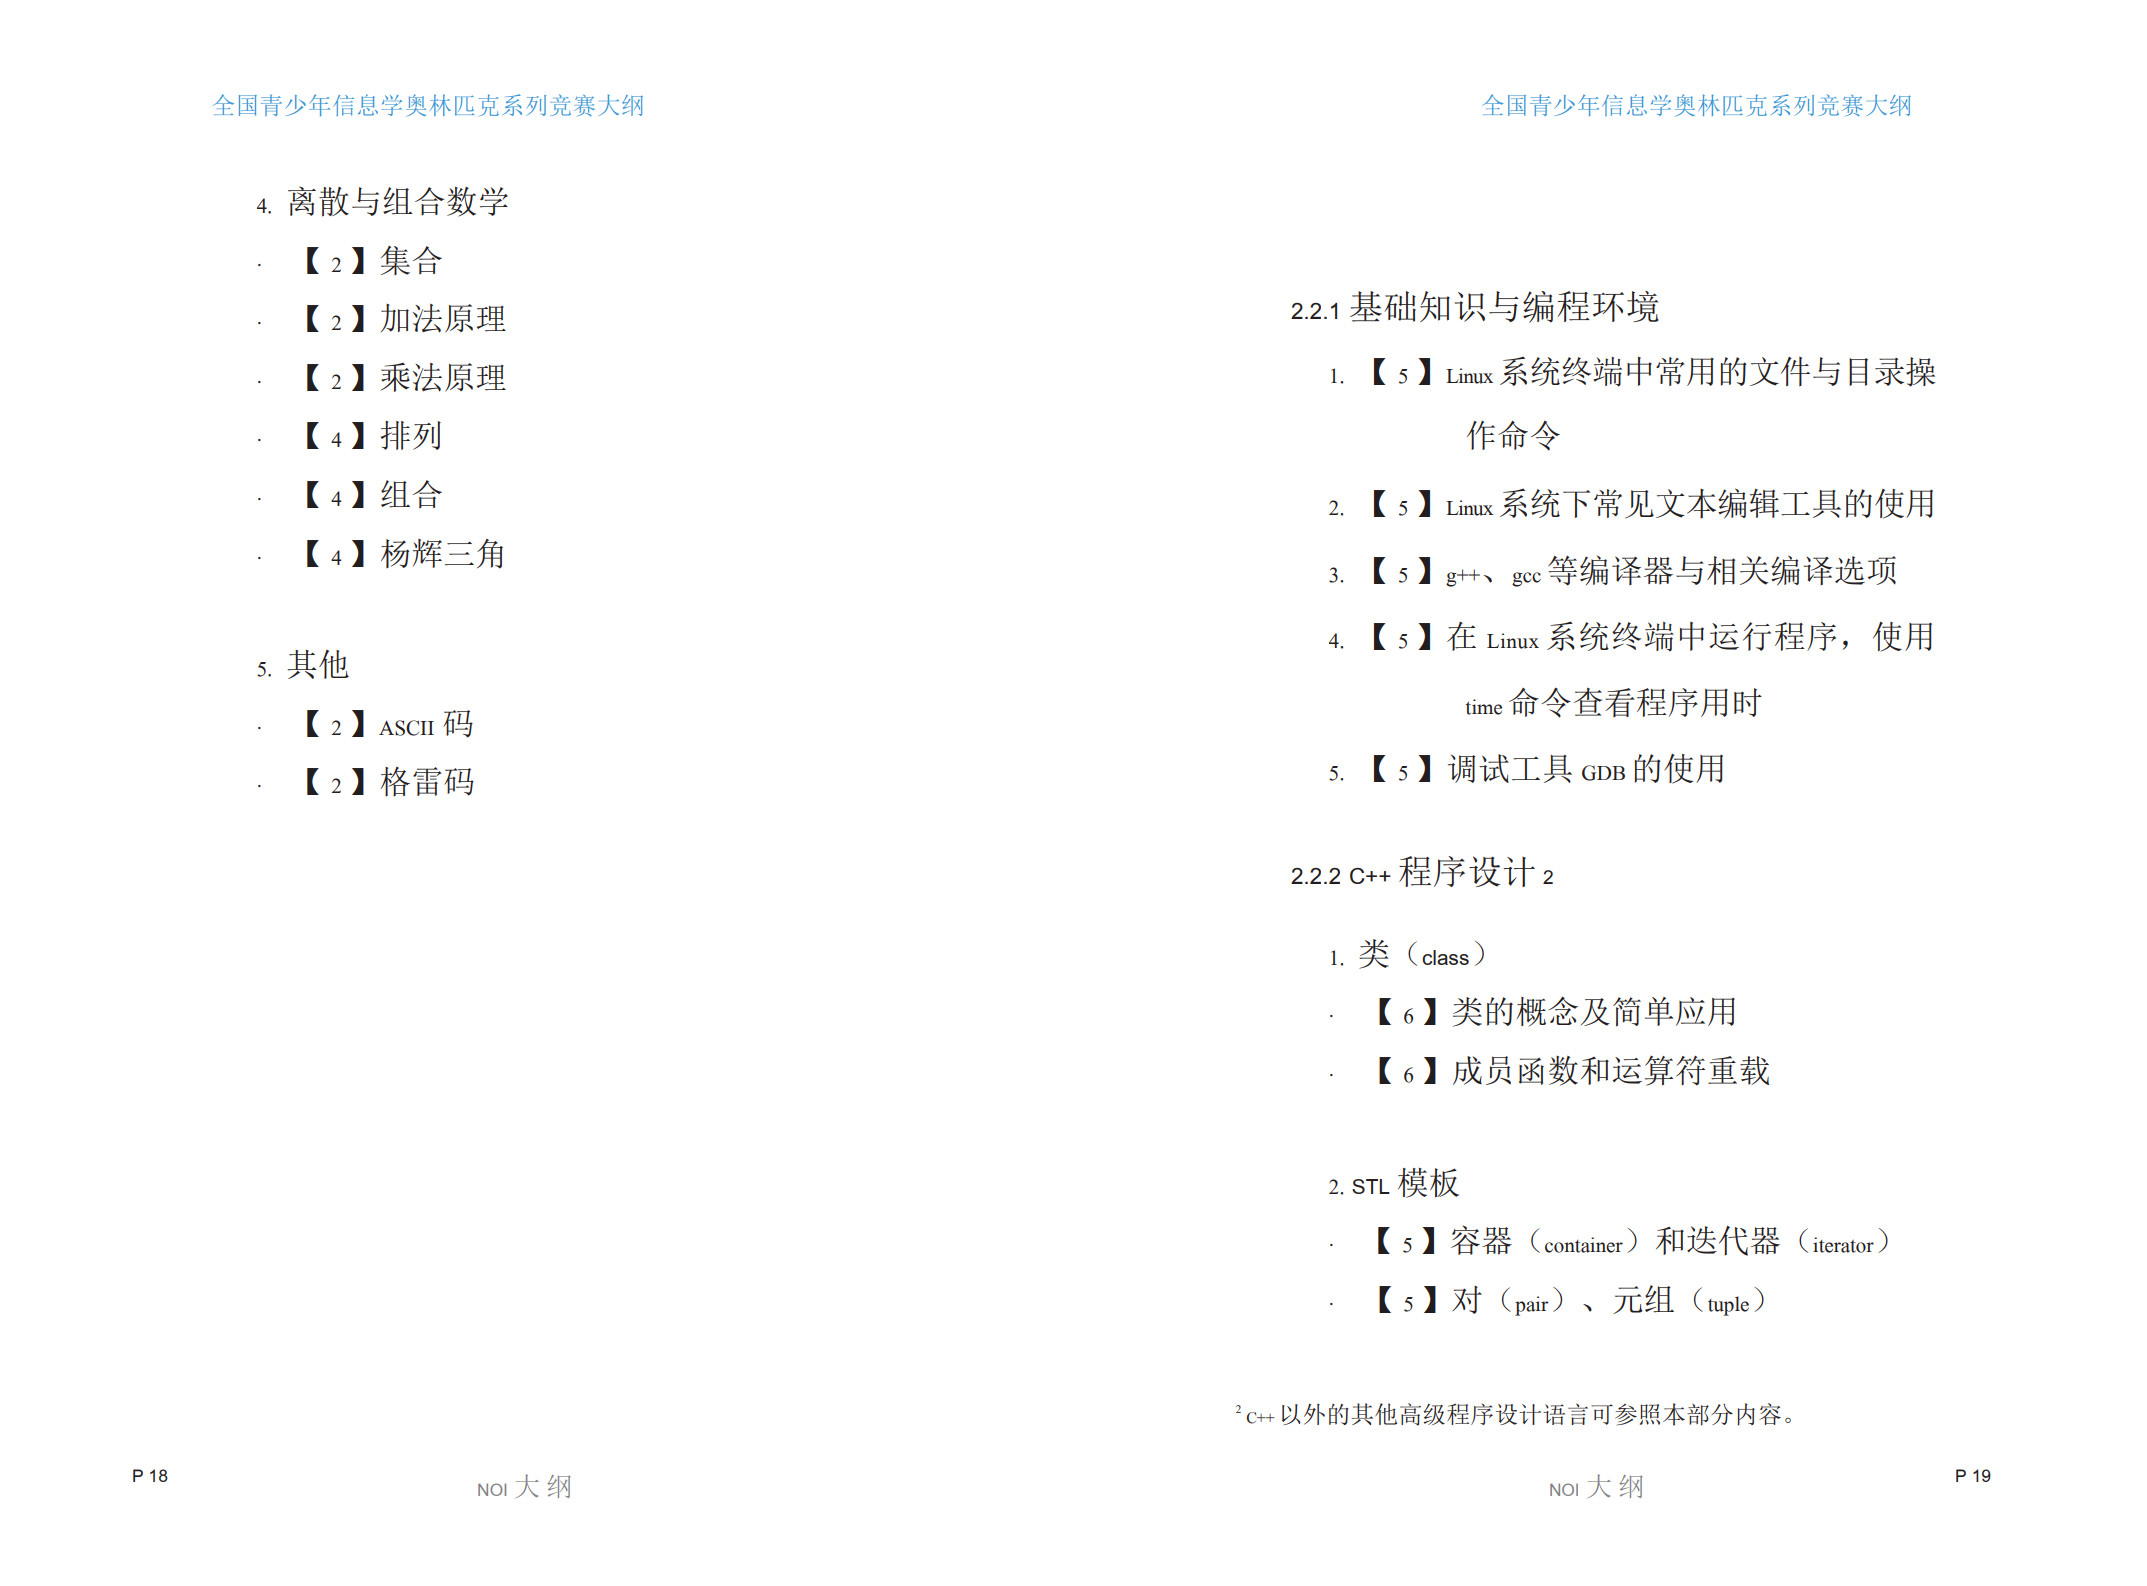 全国青少年信息学奥林匹克系列竞赛大纲
4. 离散与组合数学
· 【 2 】集合
· 【 2 】加法原理
· 【 2 】乘法原理
· 【 4 】排列
· 【 4 】组合
· 【 4 】杨辉三角
5. 其他
· 【 2 】ASCII 码
· 【 2 】格雷码
P 18
NOI 大 纲
全国青少年信息学奥林匹克系列竞赛大纲
2.2.1 基础知识与编程环境
1. 【 5 】Linux 系统终端中常用的文件与目录操
作命令
2. 【 5 】Linux 系统下常见文本编辑工具的使用
3. 【 5 】g++、gcc 等编译器与相关编译选项
4. 【 5 】在 Linux 系统终端中运行程序，使用
time 命令查看程序用时
5. 【 5 】调试工具 GDB 的使用
2.2.2 C++ 程序设计 2
1. 类（class）
· 【 6 】类的概念及简单应用
· 【 6 】成员函数和运算符重载
2. STL 模板
· 【 5 】容器（container）和迭代器（iterator）
· 【 5 】对（pair）、元组（tuple）
2 C++ 以外的其他高级程序设计语言可参照本部分内容。
NOI 大 纲
P 19